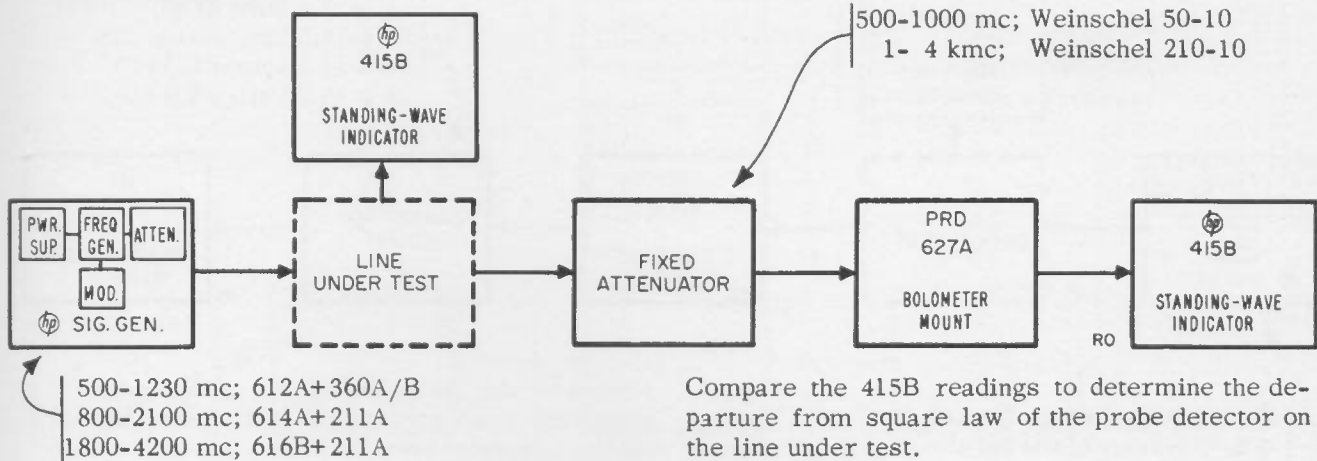 hp
415B
STANDING-WAVE
INDICATOR
500-1000 mc; Weinschel 50-10
1- 4 kmc; Weinschel 210-10
PWR.
SUP.
FREQ
GEN.
ATTEN.
MOD.
hp SIG. GEN.
LINE
UNDER TEST
FIXED
ATTENUATOR
PRD
627A
BOLOMETER
MOUNT
RO
hp
415B
STANDING-WAVE
INDICATOR
500-1230 mc; 612A+360A/B
800-2100 mc; 614A+211A
1800-4200 mc; 616B+211A
Compare the 415B readings to determine the de-
parture from square law of the probe detector on
the line under test.